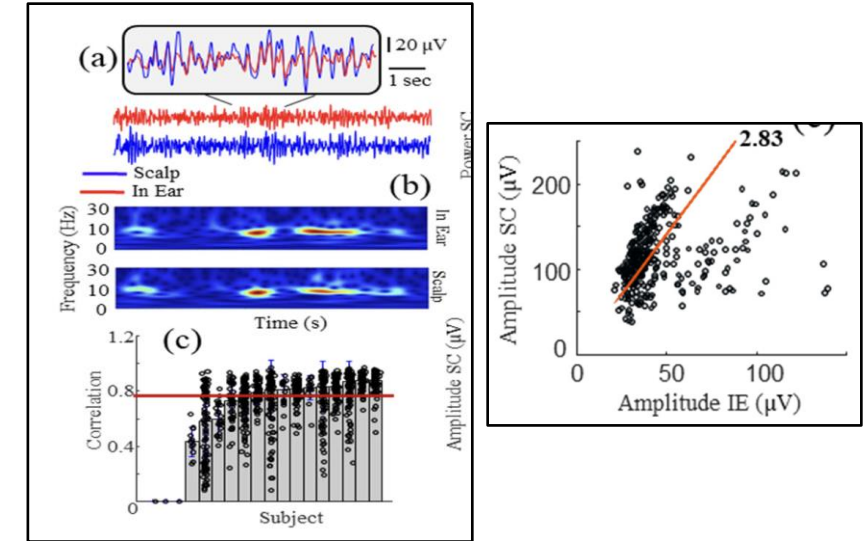 (a)
20 µV
1 sec
Power SC
Scalp
In Ear
(b)
30
10
0
In Ear
30
10
0
Scalp
Frequency (Hz)
Time (s)
1.2
(c)
0.8
0.4
0
Correlation
Subject
Amplitude SC (µV)
2.83
200
100
0
Amplitude SC (µV)
0
50
100
Amplitude IE (µV)